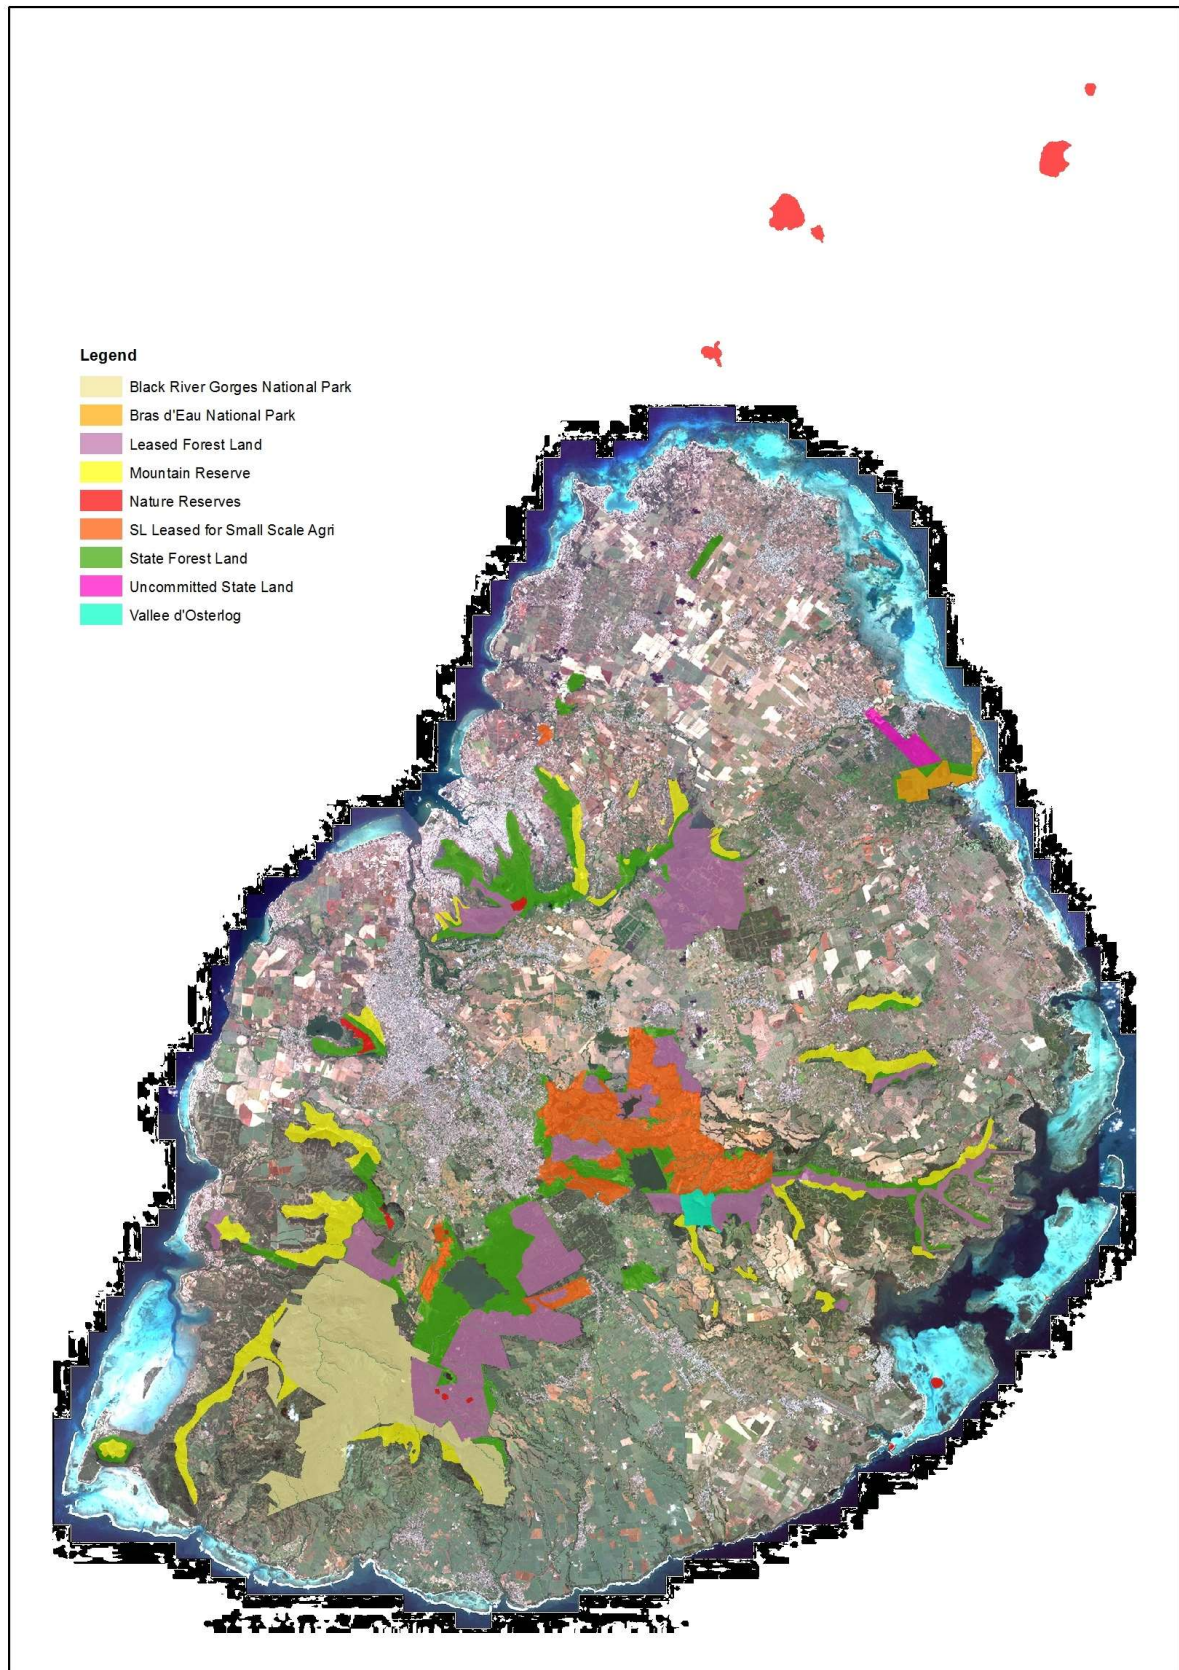 Legend
Black River Gorges National Park
Bras d'Eau National Park
Leased Forest Land
Mountain Reserve
Nature Reserves
SL Leased for Small Scale Agri
State Forest Land
Uncommitted State Land
Vallee d'Osterlog